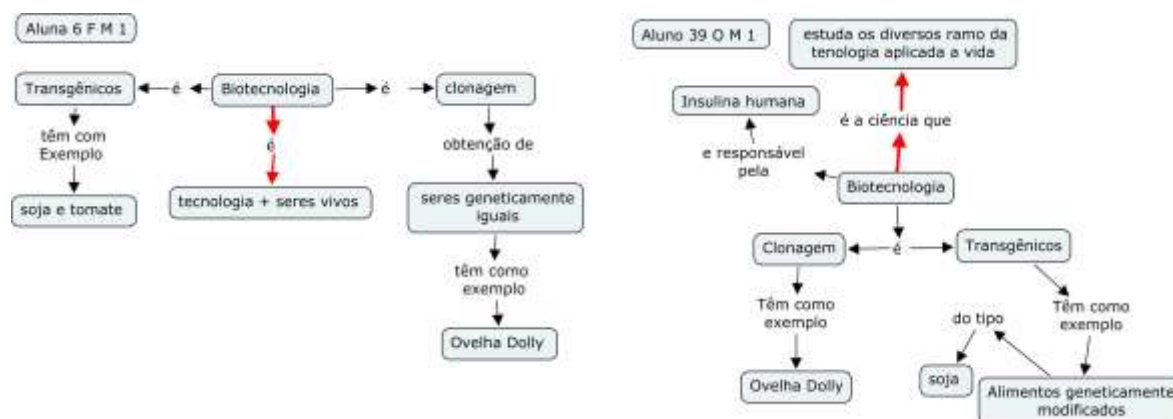 Aluna 6 F M 1
Transgênicos
é
Biotecnologia
é
clonagem
têm com
Exemplo
é
obtenção de
soja e tomate
tecnologia + seres vivos
seres geneticamente
iguais
têm como
exemplo
Ovelha Dolly
Aluno 39 O M 1
estuda os diversos ramo da
tenologia aplicada a vida
Insulina humana
é a ciência que
e responsável
pela
Biotecnologia
Clonagem
é
Transgênicos
Têm como
exemplo
Têm como
exemplo
do tipo
Ovelha Dolly
soja
Alimentos geneticamente
modificados